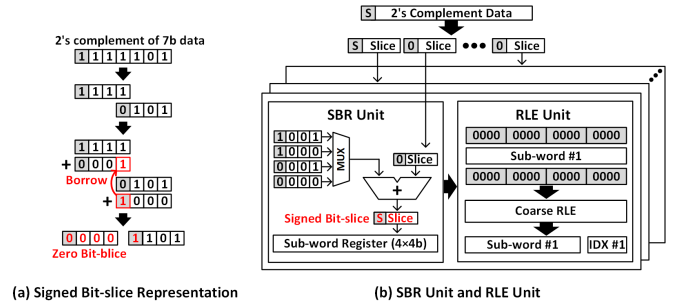 2's complement of 7b data
1 1 1 1 1 0 1
1 1 1 1
0 1 0 1
1 1 1 1
+ 0 0 0 1
Borrow
0 1 0 1
+ 1 0 0 0
0 0 0 0 1 1 0 1
Zero Bit-blice
(a) Signed Bit-slice Representation
S 2's Complement Data
S Slice 0 Slice ••• 0 Slice
SBR Unit
1 0 0 1
1 0 0 0
0 0 0 1
0 0 0 0
MUX
0 Slice
+
Signed Bit-slice S Slice
Sub-word Register (4×4b)
RLE Unit
0000 0000 0000 0000
Sub-word #1
0000 0000 0000 0000
Coarse RLE
Sub-word #1 IDX #1
(b) SBR Unit and RLE Unit